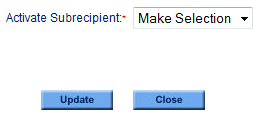 Activate Subrecipient:* Make Selection
Update Close